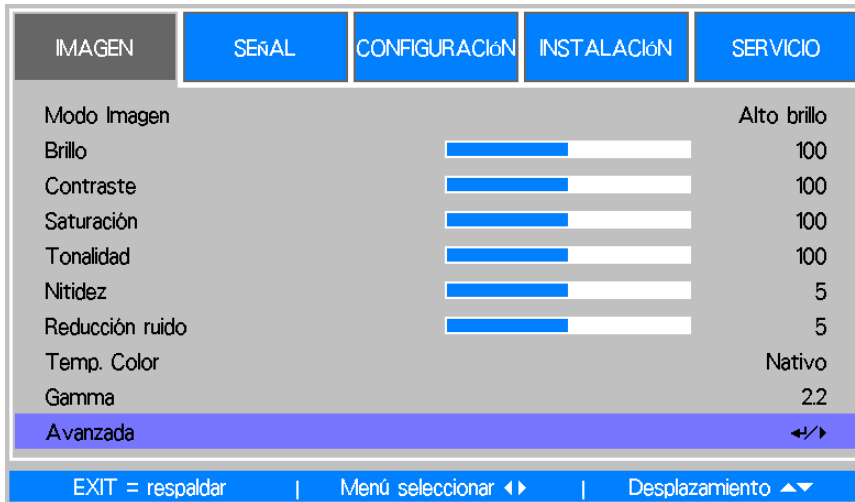 IMAGEN SEñAL CONFIGURACIóN INSTALACIóN SERVICIO
Modo Imagen Alto brillo
Brillo 100
Contraste 100
Saturación 100
Tonalidad 100
Nitidez 5
Reducción ruido 5
Temp. Color Nativo
Gamma 2.2
Avanzada
EXIT = respaldar | Menú seleccionar | Desplazamiento